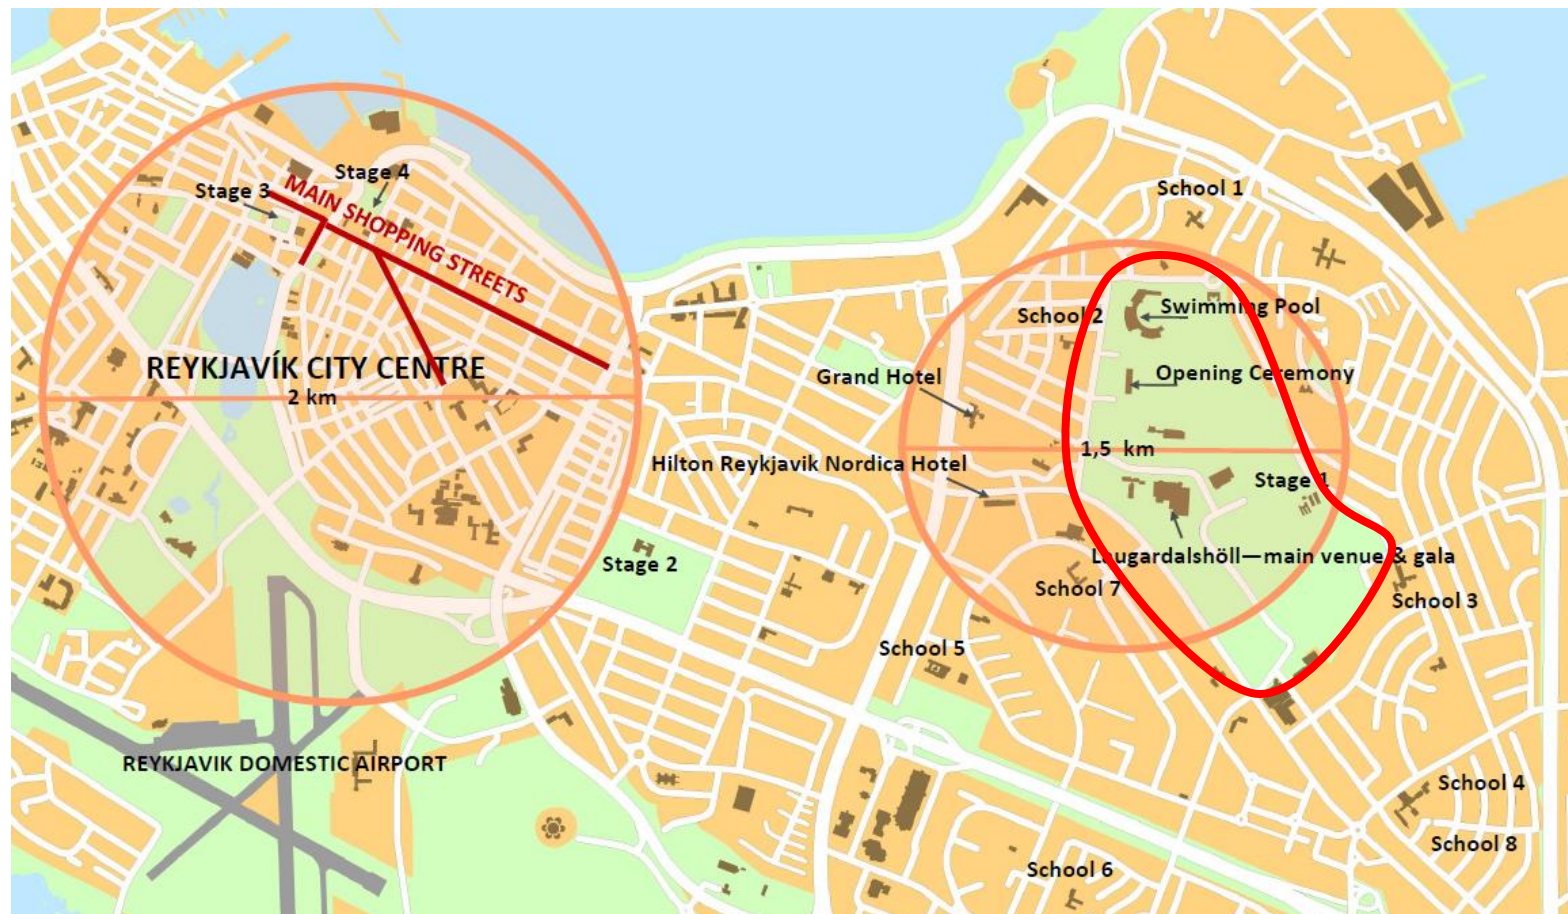 Stage 4
Stage 3
MAIN SHOPPING STREETS
REYKJAVÍK CITY CENTRE
2 km
School 1
School 2
Swimming Pool
Grand Hotel
Opening Ceremony
1,5 km
Hilton Reykjavik Nordica Hotel
Stage 1
Stage 2
Laugardalshöll—main venue & gala
School 7
School 3
School 5
REYKJAVIK DOMESTIC AIRPORT
School 4
School 8
School 6